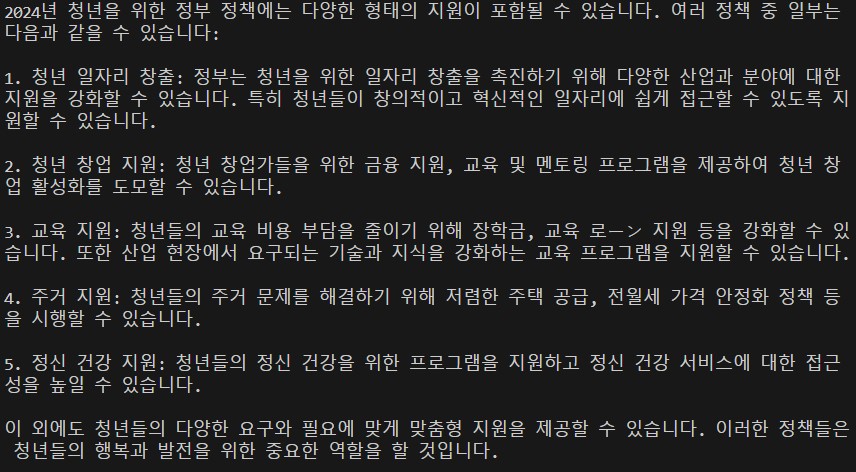 2024년 청년을 위한 정부 정책에는 다양한 형태의 지원이 포함될 수 있습니다. 여러 정책 중 일부는
다음과 같을 수 있습니다:
1. 청년 일자리 창출: 정부는 청년을 위한 일자리 창출을 촉진하기 위해 다양한 산업과 분야에 대한
지원을 강화할 수 있습니다. 특히 청년들이 창의적이고 혁신적인 일자리에 쉽게 접근할 수 있도록 지
원할 수 있습니다.
2. 청년 창업 지원: 청년 창업가들을 위한 금융 지원, 교육 및 멘토링 프로그램을 제공하여 청년 창
업 활성화를 도모할 수 있습니다.
3. 교육 지원: 청년들의 교육 비용 부담을 줄이기 위해 장학금, 교육 로ーン 지원 등을 강화할 수 있
습니다. 또한 산업 현장에서 요구되는 기술과 지식을 강화하는 교육 프로그램을 지원할 수 있습니다.
4. 주거 지원: 청년들의 주거 문제를 해결하기 위해 저렴한 주택 공급, 전월세 가격 안정화 정책 등
을 시행할 수 있습니다.
5. 정신 건강 지원: 청년들의 정신 건강을 위한 프로그램을 지원하고 정신 건강 서비스에 대한 접근
성을 높일 수 있습니다.
이 외에도 청년들의 다양한 요구와 필요에 맞게 맞춤형 지원을 제공할 수 있습니다. 이러한 정책들은
청년들의 행복과 발전을 위한 중요한 역할을 할 것입니다.